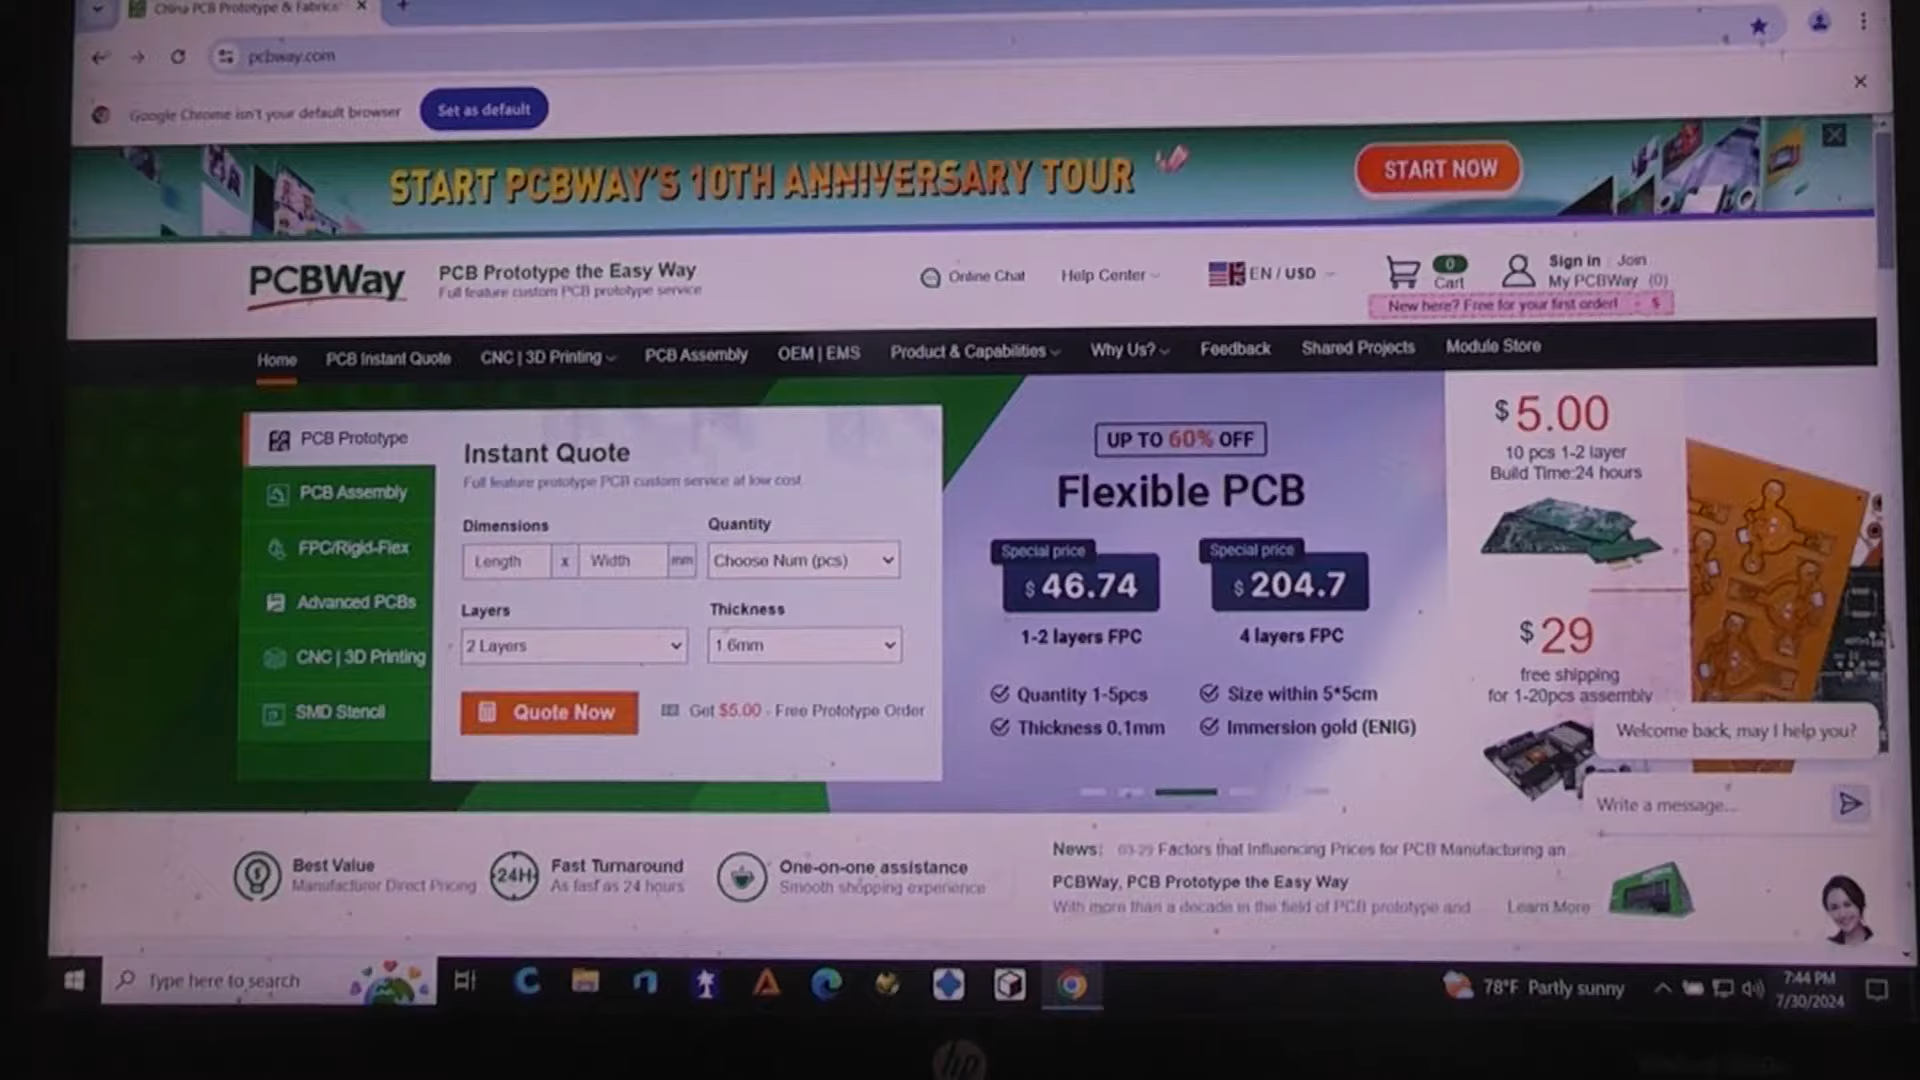 China PCB Prototype & Fabrica
pcbway.com
Google Chrome isn't your default browser
Set as default
START PCBWAY'S 10TH ANNIVERSARY TOUR
START NOW
PCBWay
PCB Prototype the Easy Way
Full feature custom PCB prototype service
Online Chat
Help Center
EN / USD
0
Cart
Sign in
Join
My PCBWay (0)
New here? Free for your first order! - $
Home
PCB Instant Quote
CNC | 3D Printing
PCB Assembly
OEM | EMS
Product & Capabilities
Why Us?
Feedback
Shared Projects
Module Store
PCB Prototype
PCB Assembly
FPC/Rigid-Flex
Advanced PCBs
CNC | 3D Printing
SMD Stencil
Instant Quote
Full feature prototype PCB custom service at low cost
Dimensions
Quantity
Length
x
Width
mm
Choose Num (pcs)
Layers
Thickness
2 Layers
1.6mm
Quote Now
Get $5.00 - Free Prototype Order
UP TO 60% OFF
Flexible PCB
Special price
$ 46.74
1-2 layers FPC
Special price
$ 204.7
4 layers FPC
Quantity 1-5pcs
Size within 5*5cm
Thickness 0.1mm
Immersion gold (ENIG)
$ 5.00
10 pcs 1-2 layer
Build Time:24 hours
$ 29
free shipping
for 1-20pcs assembly
Welcome back, may I help you?
Write a message...
Best Value
Manufacturer Direct Pricing
24H
Fast Turnaround
As fast as 24 hours
One-on-one assistance
Smooth shopping experience
News: 03-29 Factors that Influencing Prices for PCB Manufacturing an
PCBWay, PCB Prototype the Easy Way
With more than a decade in the field of PCB prototype and
Learn More
Type here to search
78°F Partly sunny
7:44 PM
7/30/2024
hp